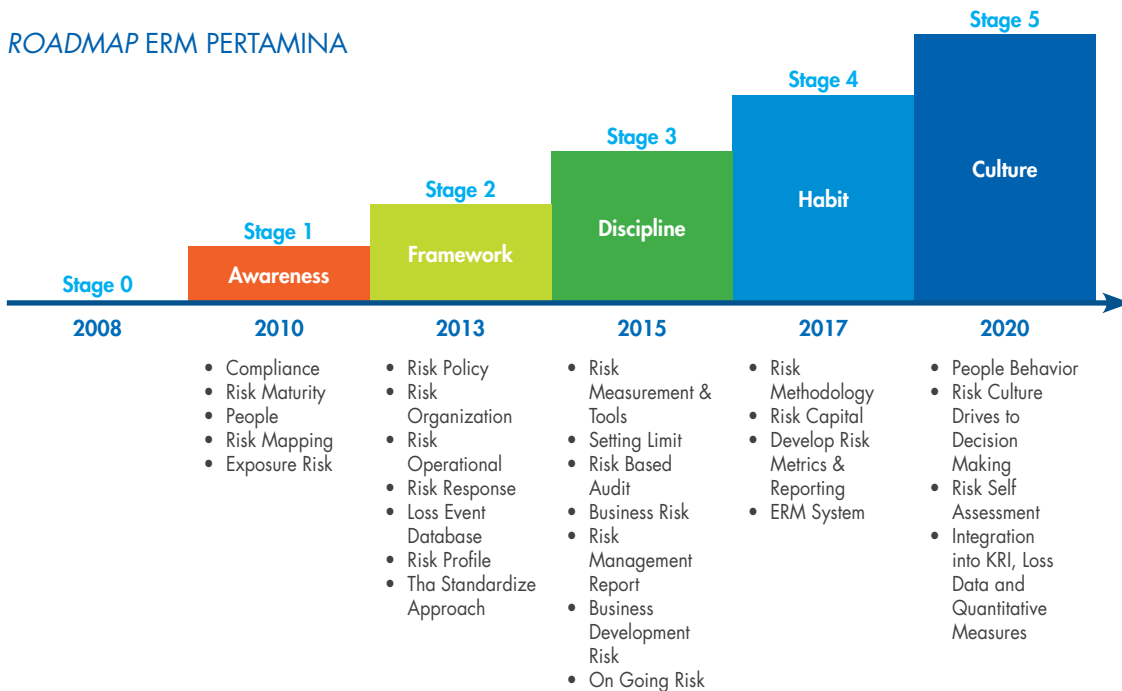 ROADMAP ERM PERTAMINA
Stage 0
Stage 1
Stage 2
Stage 3
Stage 4
Stage 5
Awareness
Framework
Discipline
Habit
Culture
2008
2010
2013
2015
2017
2020
• Compliance
• Risk Maturity
• People
• Risk Mapping
• Exposure Risk
• Risk Policy
• Risk
Organization
• Risk
Operational
• Risk Response
• Loss Event
Database
• Risk Profile
• Tha Standardize
Approach
• Risk
Measurement &
Tools
• Setting Limit
• Risk Based
Audit
• Business Risk
• Risk
Management
Report
• Business
Development
Risk
• On Going Risk
• Risk
Methodology
• Risk Capital
• Develop Risk
Metrics &
Reporting
• ERM System
• People Behavior
• Risk Culture
Drives to
Decision
Making
• Risk Self
Assessment
• Integration
into KRI, Loss
Data and
Quantitative
Measures